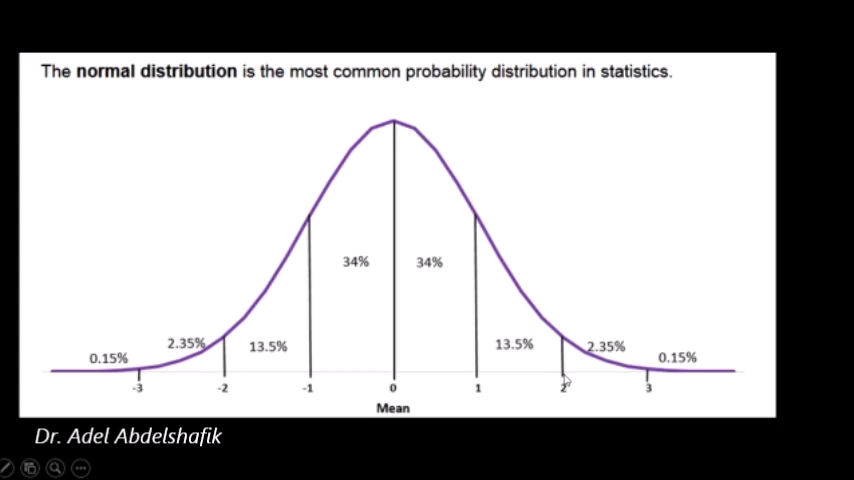 The normal distribution is the most common probability distribution in statistics.
34% 34%
0.15% 2.35% 13.5% 13.5% 2.35% 0.15%
-3 -2 -1 0 1 2 3
Mean
Dr. Adel Abdelshafik